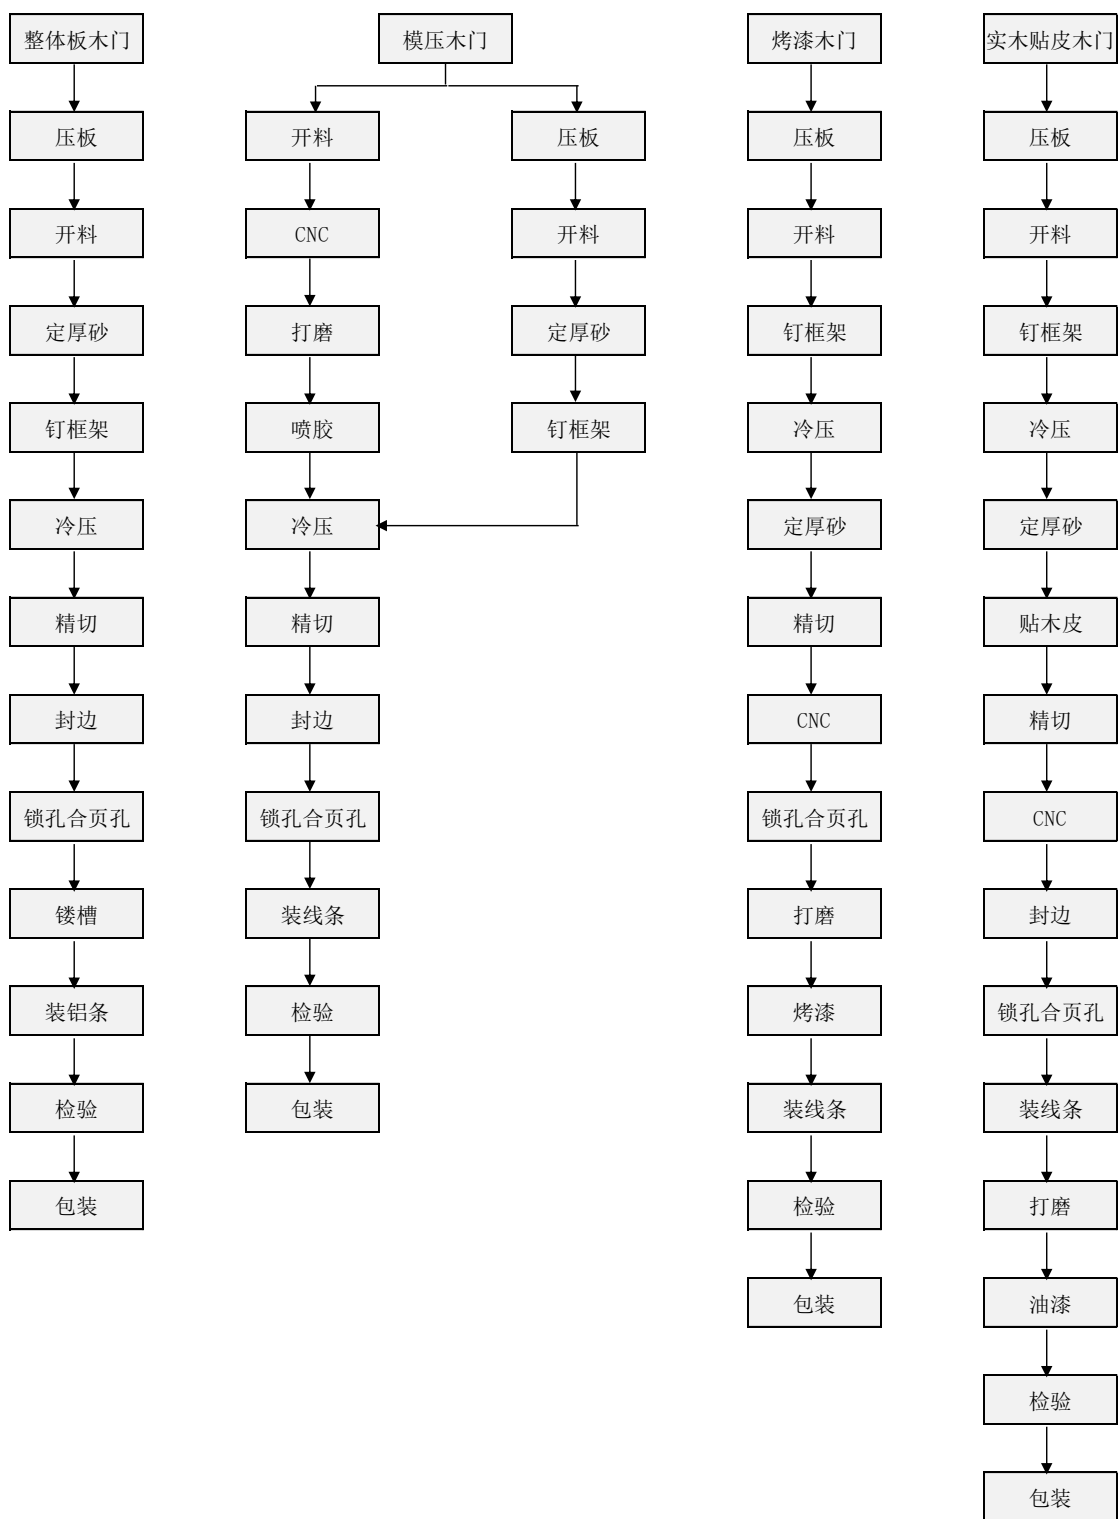 整体板木门
压板
开料
定厚砂
钉框架
冷压
精切
封边
锁孔合页孔
镂槽
装铝条
检验
包装
模压木门
开料
CNC
打磨
喷胶
冷压
精切
封边
锁孔合页孔
装线条
检验
包装
压板
开料
定厚砂
钉框架
烤漆木门
压板
开料
钉框架
冷压
定厚砂
精切
CNC
锁孔合页孔
打磨
烤漆
装线条
检验
包装
实木贴皮木门
压板
开料
钉框架
冷压
定厚砂
贴木皮
精切
CNC
封边
锁孔合页孔
装线条
打磨
油漆
检验
包装